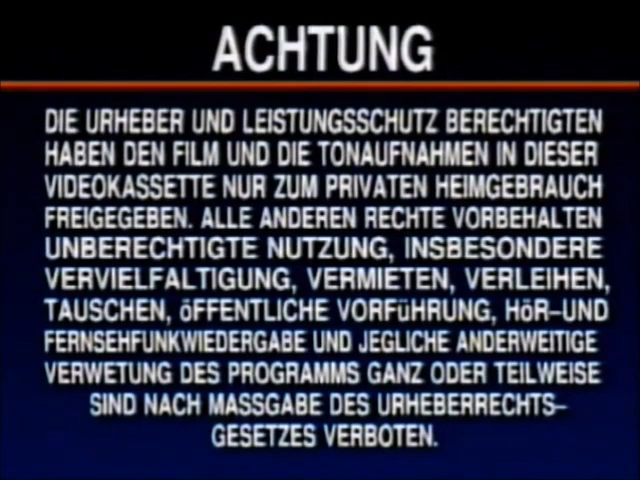 ACHTUNG
DIE URHEBER UND LEISTUNGSSCHUTZ BERECHTIGTEN
HABEN DEN FILM UND DIE TONAUFNAHMEN IN DIESER
VIDEOKASSETTE NUR ZUM PRIVATEN HEIMGEBRAUCH
FREIGEGEBEN. ALLE ANDEREN RECHTE VORBEHALTEN
UNBERECHTIGTE NUTZUNG, INSBESONDERE
VERVIELFALTIGUNG, VERMIETEN, VERLEIHEN,
TAUSCHEN, öFFENTLICHE VORFüHRUNG, HöR–UND
FERNSEHFUNKWIEDERGABE UND JEGLICHE ANDERWEITIGE
VERWETUNG DES PROGRAMMS GANZ ODER TEILWEISE
SIND NACH MASSGABE DES URHEBERRECHTS–
GESETZES VERBOTEN.